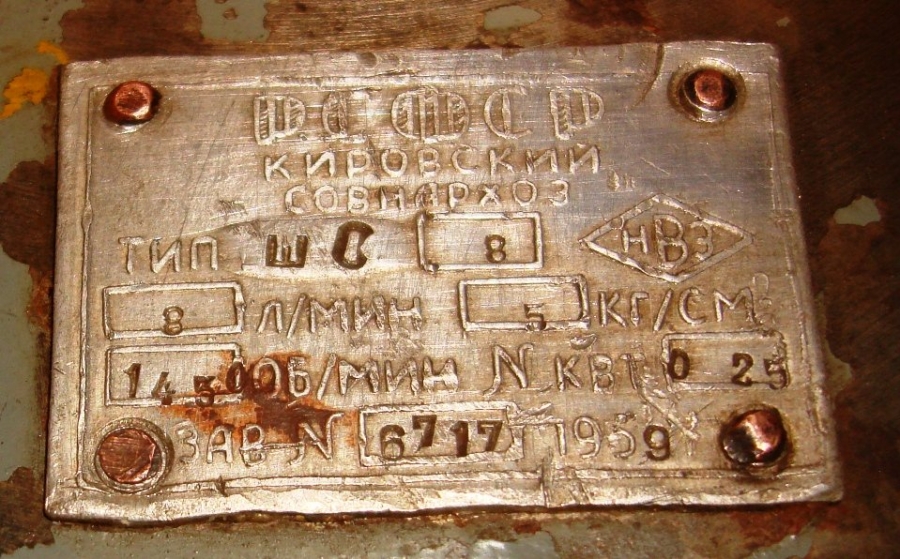 РСФСР
КИРОВСКИЙ
СОВНАРХОЗ
ТИП ШС 8 НВЭ
8 Л/МИН 5 КГ/СМ²
1450 ОБ/МИН N КВТ 0 25
ЗАВ N 6717 1959